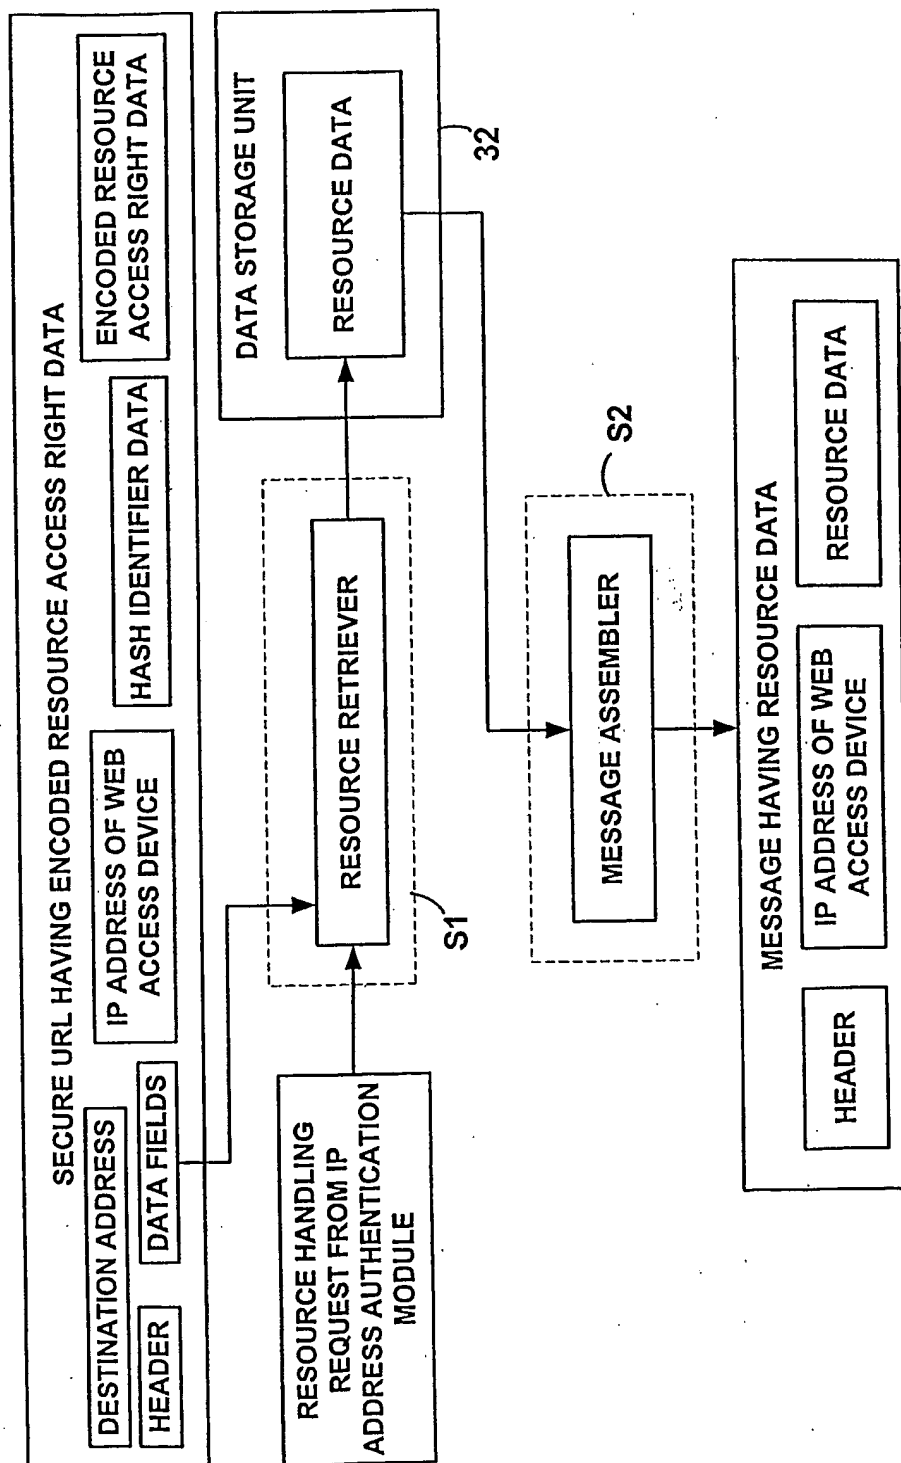 SECURE URL HAVING ENCODED RESOURCE ACCESS RIGHT DATA
DESTINATION ADDRESS
HEADER
DATA FIELDS
IP ADDRESS OF WEB
ACCESS DEVICE
HASH IDENTIFIER DATA
ENCODED RESOURCE
ACCESS RIGHT DATA
RESOURCE HANDLING
REQUEST FROM IP
ADDRESS AUTHENTICATION
MODULE
RESOURCE RETRIEVER
S1
DATA STORAGE UNIT
RESOURCE DATA
32
MESSAGE ASSEMBLER
S2
MESSAGE HAVING RESOURCE DATA
HEADER
IP ADDRESS OF WEB
ACCESS DEVICE
RESOURCE DATA